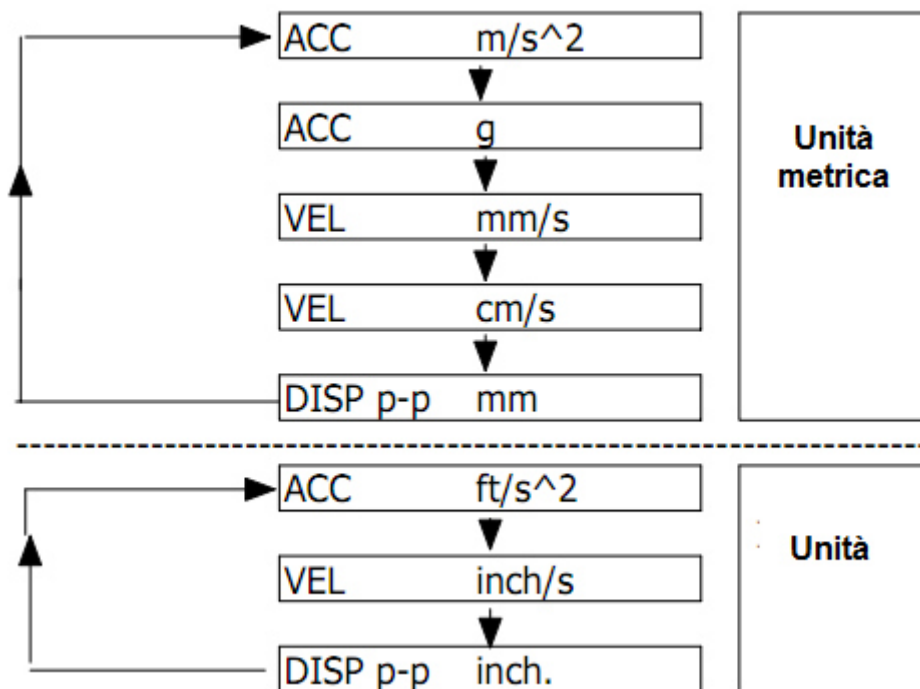 ACC m/s^2
ACC g
VEL mm/s
VEL cm/s
DISP p-p mm
Unità
metrica
ACC ft/s^2
VEL inch/s
DISP p-p inch.
Unità